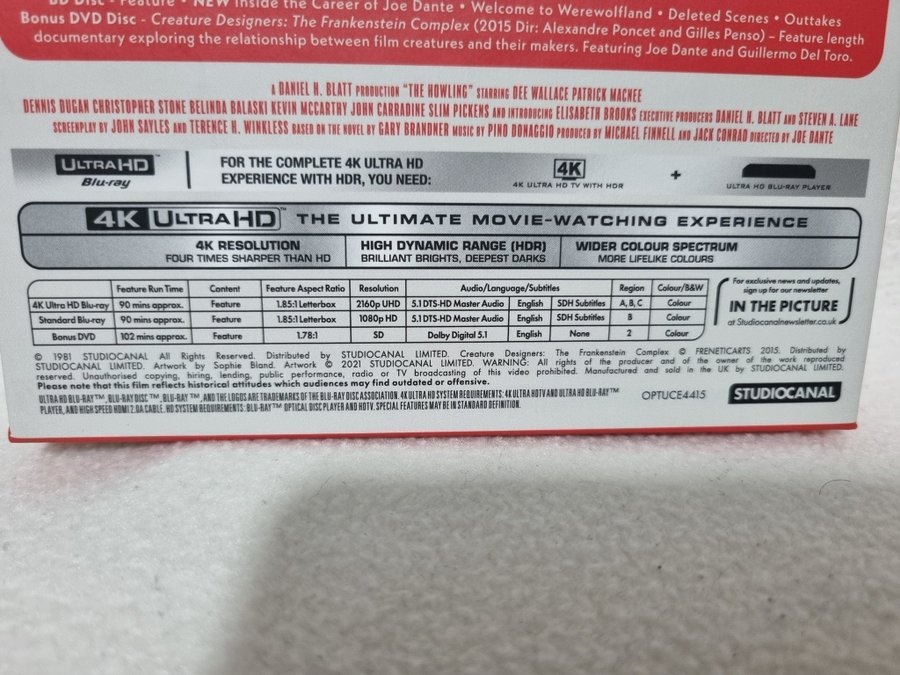 BD Disc - Feature • NEW Inside the Career of Joe Dante • Welcome to Werewolfland • Deleted Scenes • Outtakes
Bonus DVD Disc - Creature Designers: The Frankenstein Complex (2015 Dir: Alexandre Poncet and Gilles Penso) – Feature length
documentary exploring the relationship between film creatures and their makers. Featuring Joe Dante and Guillermo Del Toro.
A DANIEL H. BLATT PRODUCTION "THE HOWLING" STARRING DEE WALLACE PATRICK MACNEE
DENNIS DUGAN CHRISTOPHER STONE BELINDA BALASKI KEVIN MCCARTHY JOHN CARRADINE SLIM PICKENS AND INTRODUCING ELISABETH BROOKS EXECUTIVE PRODUCERS DANIEL H. BLATT AND STEVEN A. LANE
SCREENPLAY BY JOHN SAYLES AND TERENCE H. WINKLESS BASED ON THE NOVEL BY GARY BRANDNER MUSIC BY PINO DONAGGIO PRODUCED BY MICHAEL FINNELL AND JACK CONRAD DIRECTED BY JOE DANTE
ULTRA HD™
Blu-ray
FOR THE COMPLETE 4K ULTRA HD
EXPERIENCE WITH HDR, YOU NEED:
4K
4K ULTRA HD TV WITH HDR
+
ULTRA HD BLU-RAY PLAYER
4K ULTRA HD™ THE ULTIMATE MOVIE-WATCHING EXPERIENCE
4K RESOLUTION
FOUR TIMES SHARPER THAN HD
HIGH DYNAMIC RANGE (HDR)
BRILLIANT BRIGHTS, DEEPEST DARKS
WIDER COLOUR SPECTRUM
MORE LIFELIKE COLOURS
Feature Run Time Content Feature Aspect Ratio Resolution Audio/Language/Subtitles Region Colour/B&W
4K Ultra HD Blu-ray 90 mins approx. Feature 1.85:1 Letterbox 2160p UHD 5.1 DTS-HD Master Audio English SDH Subtitles A, B, C Colour
Standard Blu-ray 90 mins approx. Feature 1.85:1 Letterbox 1080p HD 5.1 DTS-HD Master Audio English SDH Subtitles B Colour
Bonus DVD 102 mins approx. Feature 1.78:1 SD Dolby Digital 5.1 English None 2 Colour
For exclusive news and updates,
sign up for our newsletter
IN THE PICTURE
at Studiocanalnewsletter.co.uk
© 1981 STUDIOCANAL All Rights Reserved. Distributed by STUDIOCANAL LIMITED. Creature Designers: The Frankenstein Complex © FRENETICARTS 2015. Distributed by
STUDIOCANAL LIMITED. Artwork by Sophie Bland. Artwork © 2021 STUDIOCANAL LIMITED. WARNING: All rights of the producer and of the owner of the work reproduced
reserved. Unauthorised copying, hiring, lending, public performance, radio or TV broadcasting of this video prohibited. Manufactured and sold in the UK by STUDIOCANAL LIMITED.
Please note that this film reflects historical attitudes which audiences may find outdated or offensive.
ULTRA HD BLU-RAY™, BLU-RAY DISC™, BLU-RAY™, AND THE LOGOS ARE TRADEMARKS OF THE BLU-RAY DISC ASSOCIATION. 4K ULTRA HD SYSTEM REQUIREMENTS: 4K ULTRA HDTV AND ULTRA HD BLU-RAY™
PLAYER, AND HIGH SPEED HDMI 2.0A CABLE. HD SYSTEM REQUIREMENTS: BLU-RAY™ OPTICAL DISC PLAYER AND HDTV. SPECIAL FEATURES MAY BE IN STANDARD DEFINITION.
OPTUCE4415
STUDIOCANAL